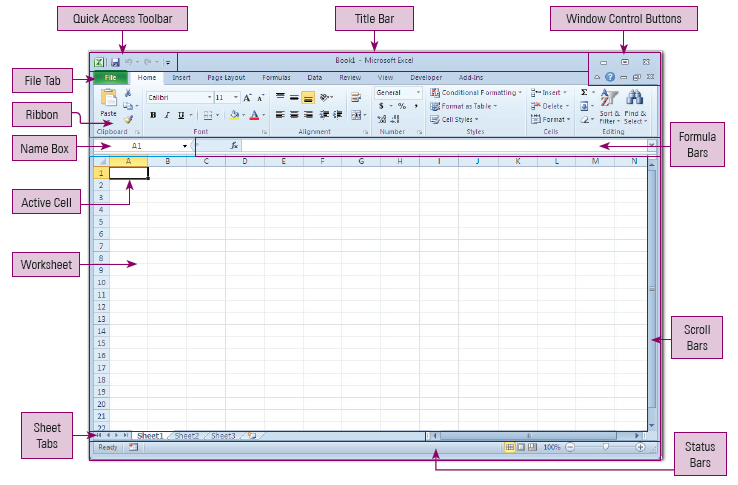 Quick Access Toolbar
Title Bar
Window Control Buttons
Book1 - Microsoft Excel
File Tab
File Home Insert Page Layout Formulas Data Review View Developer Add-Ins
Ribbon
Paste
Calibri 11
General
Conditional Formatting
Format as Table
Cell Styles
Insert
Delete
Format
B I U A
$ % ,
Σ
Sort & Filter
Find & Select
Clipboard Font Alignment Number Styles Cells Editing
Name Box
A1 fx
Formula
Bars
A B C D E F G H I J K L M N
1
2
3
4
5
6
7
8
9
10
11
12
13
14
15
16
17
18
19
20
21
22
Active Cell
Worksheet
Scroll
Bars
Sheet
Tabs
Sheet1 Sheet2 Sheet3
Ready 100%
Status
Bars